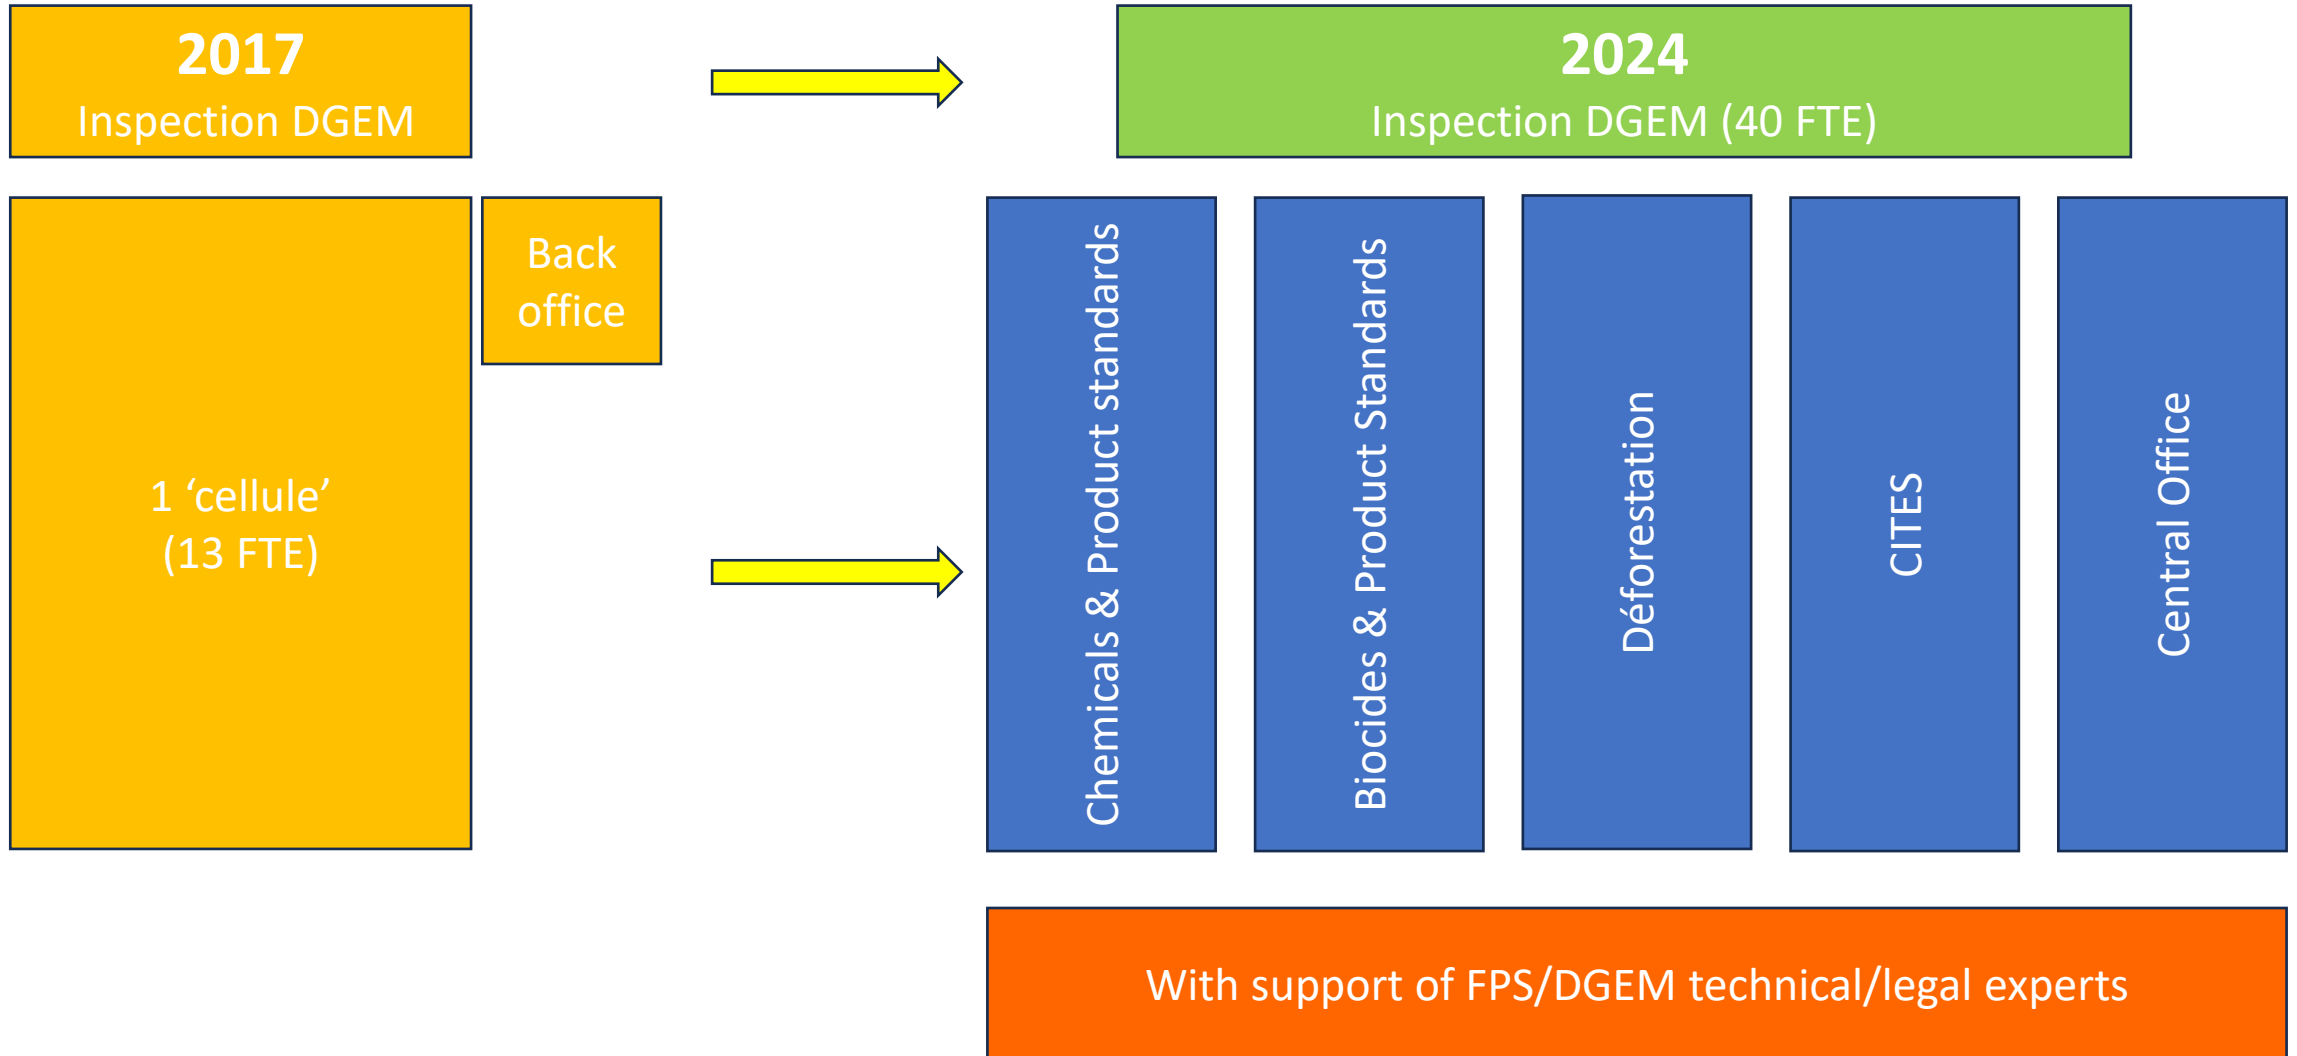 2017
Inspection DGEM
2024
Inspection DGEM (40 FTE)
1 ‘cellule’
(13 FTE)
Back
office
Chemicals & Product standards
Biocides & Product Standards
Déforestation
CITES
Central Office
With support of FPS/DGEM technical/legal experts